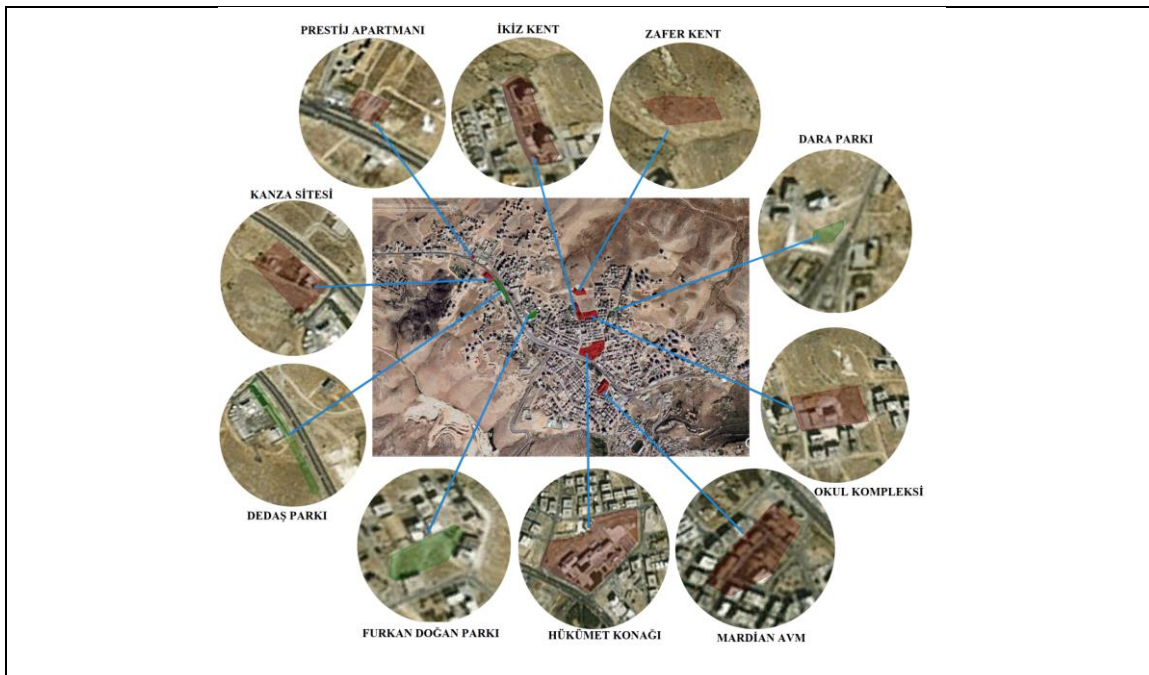 PRESTİJ APARTMANI
İKİZ KENT
ZAFER KENT
DARA PARKI
KANZA SİTESİ
DEDAŞ PARKI
OKUL KOMPLEKSİ
FURKAN DOĞAN PARKI
HÜKÜMET KONAĞI
MARDİAN AVM